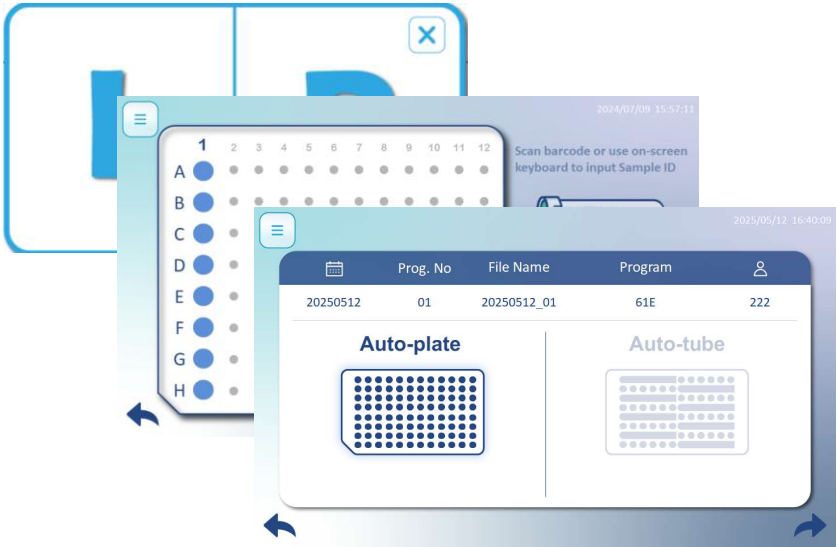 2024/07/09 15:57:11
1 2 3 4 5 6 7 8 9 10 11 12
A
B
C
D
E
F
G
H
Scan barcode or use on-screen
keyboard to input Sample ID
2025/05/12 16:40:09
Prog. No File Name Program
20250512 01 20250512_01 61E 222
Auto-plate Auto-tube